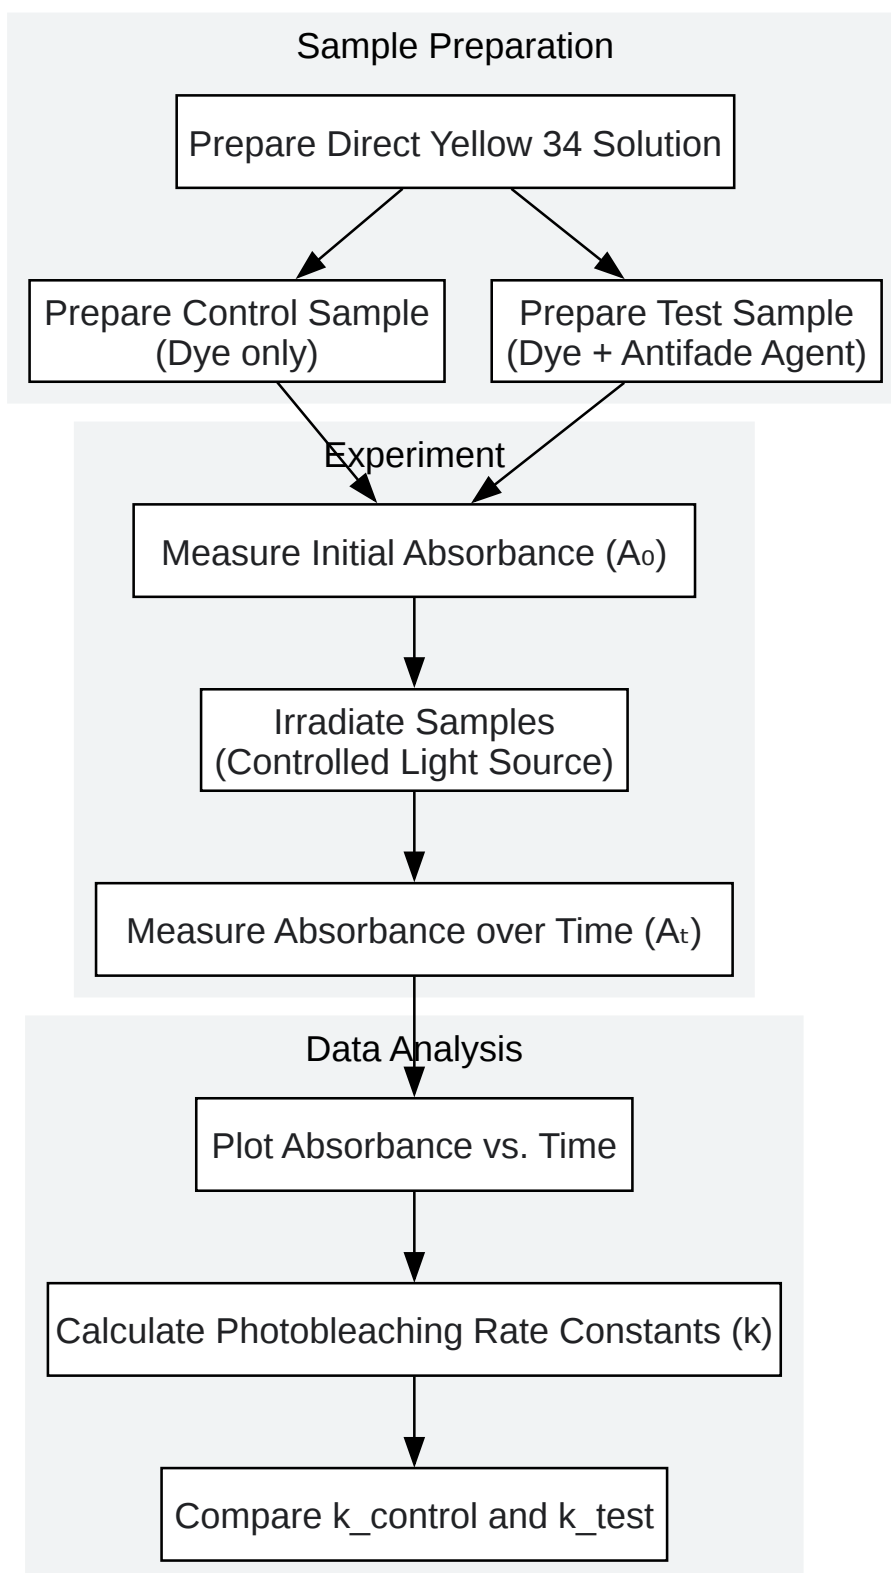 Sample Preparation
Prepare Direct Yellow 34 Solution
Prepare Control Sample
(Dye only)
Prepare Test Sample
(Dye + Antifade Agent)
Experiment
Measure Initial Absorbance (A₀)
Irradiate Samples
(Controlled Light Source)
Measure Absorbance over Time (Aₜ)
Data Analysis
Plot Absorbance vs. Time
Calculate Photobleaching Rate Constants (k)
Compare k_control and k_test